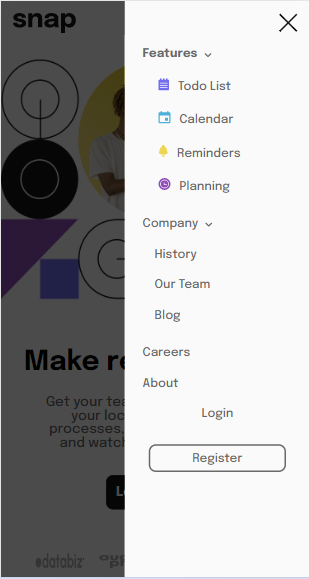 snap
Features
Todo List
Calendar
Reminders
Planning
Company
History
Our Team
Blog
Careers
About
Login
Register
Make re
Get your tea
your loc
processes,
and watch
databiz